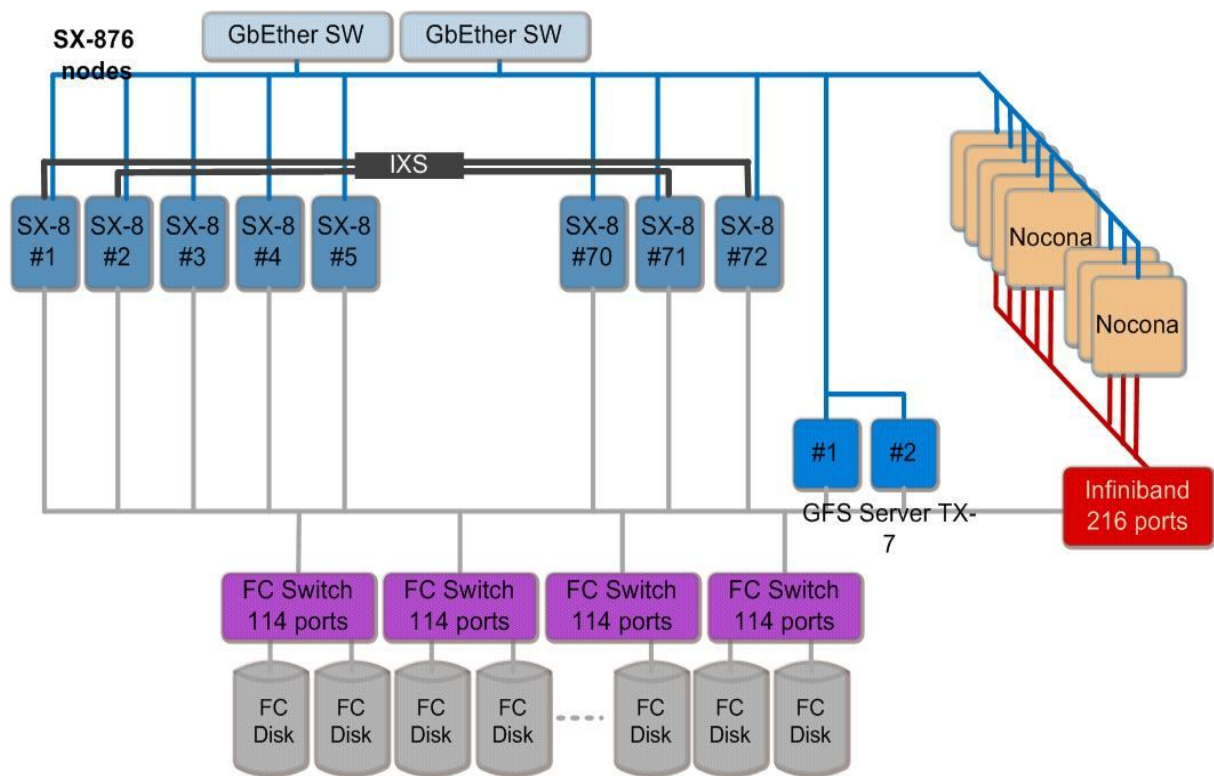 GbEther SW
GbEther SW
SX-876
nodes
IXS
SX-8
#1
SX-8
#2
SX-8
#3
SX-8
#4
SX-8
#5
SX-8
#70
SX-8
#71
SX-8
#72
Nocona
Nocona
#1
#2
GFS Server TX-
7
Infiniband
216 ports
FC Switch
114 ports
FC Switch
114 ports
FC Switch
114 ports
FC Switch
114 ports
FC
Disk
FC
Disk
FC
Disk
FC
Disk
FC
Disk
FC
Disk
FC
Disk